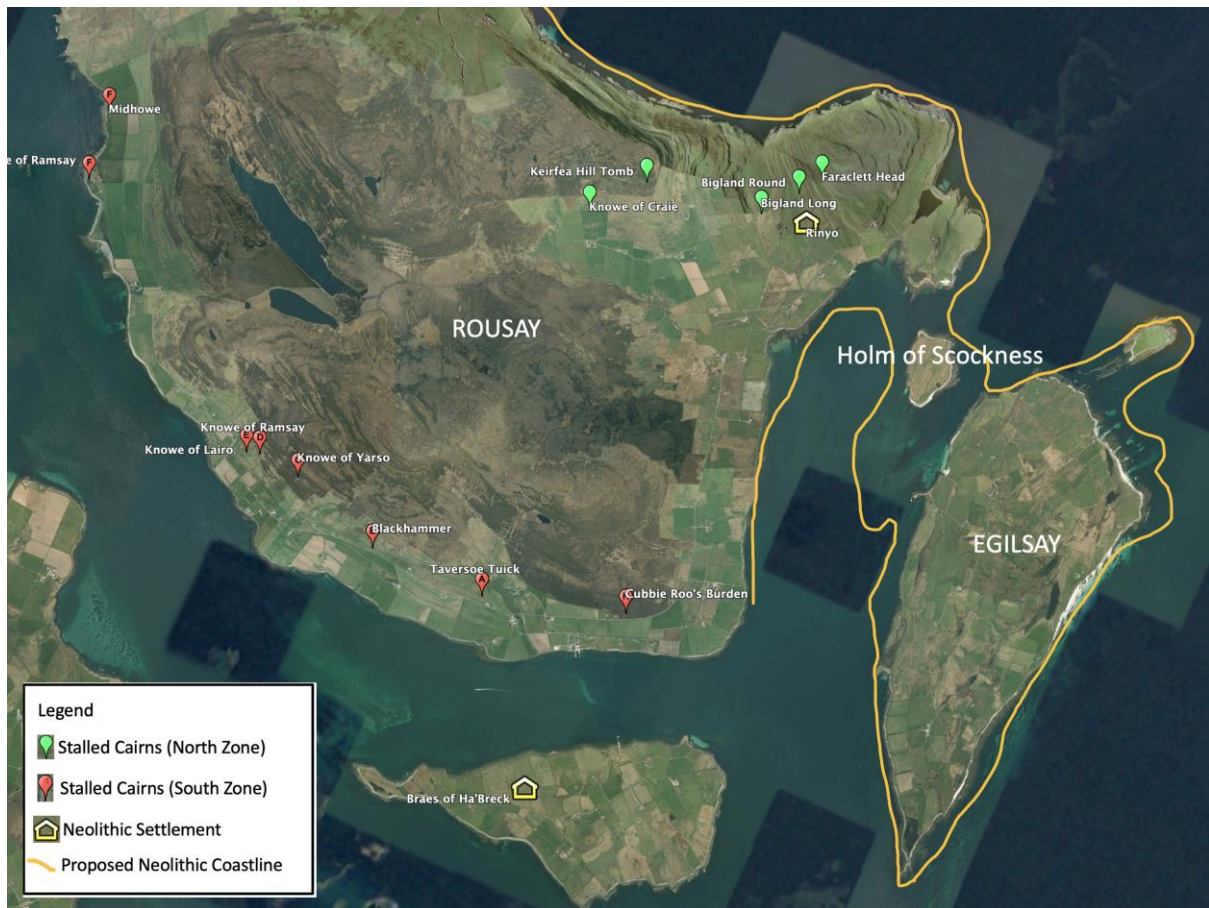 F
Midhowe
e of Ramsay
F
Keirfea Hill Tomb
Knowe of Craie
Bigland Round
Faraclett Head
Bigland Long
Rinyo
ROUSAY
Holm of Scockness
Knowe of Ramsay
E
D
Knowe of Lairo
Knowe of Yarso
Blackhammer
EGILSAY
Taversoe Tuick
A
Cubbie Roo's Burden
Braes of Ha'Breck
Legend
Stalled Cairns (North Zone)
Stalled Cairns (South Zone)
Neolithic Settlement
Proposed Neolithic Coastline